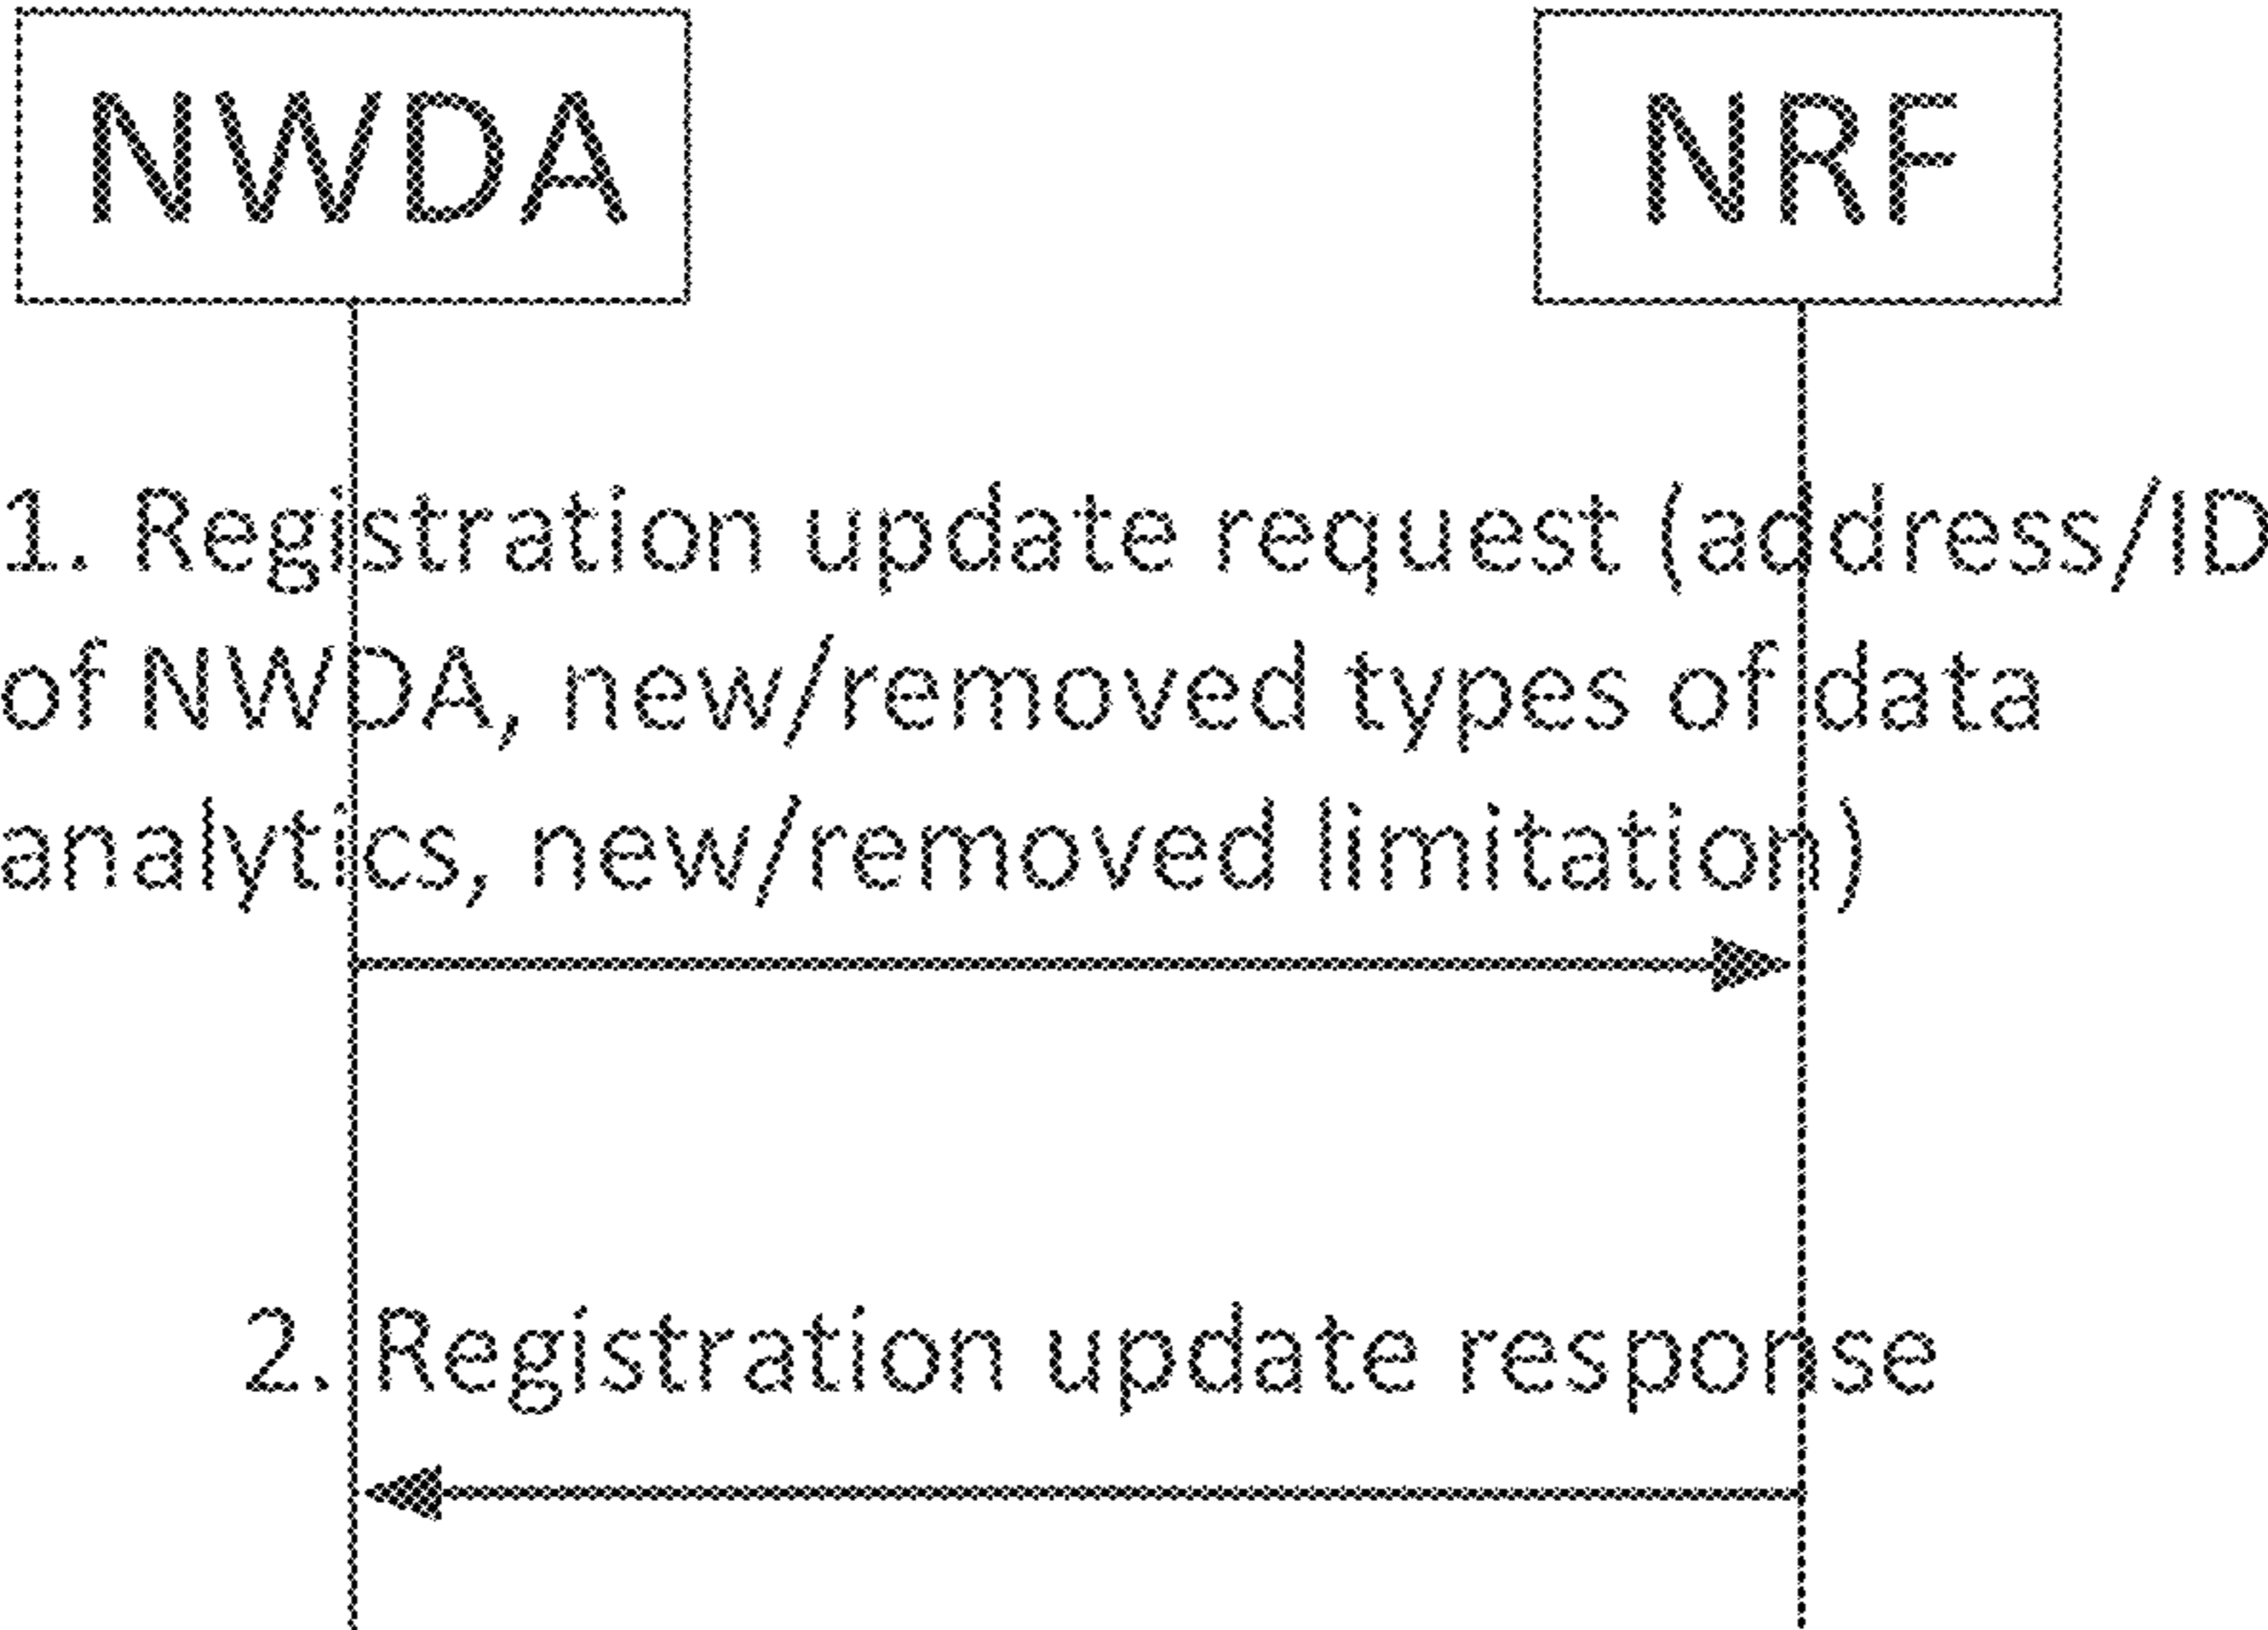 NWDA
NRF
1. Registration update request (address/ID
of NWDA, new/removed types of data
analytics, new/removed limitation)
2. Registration update response